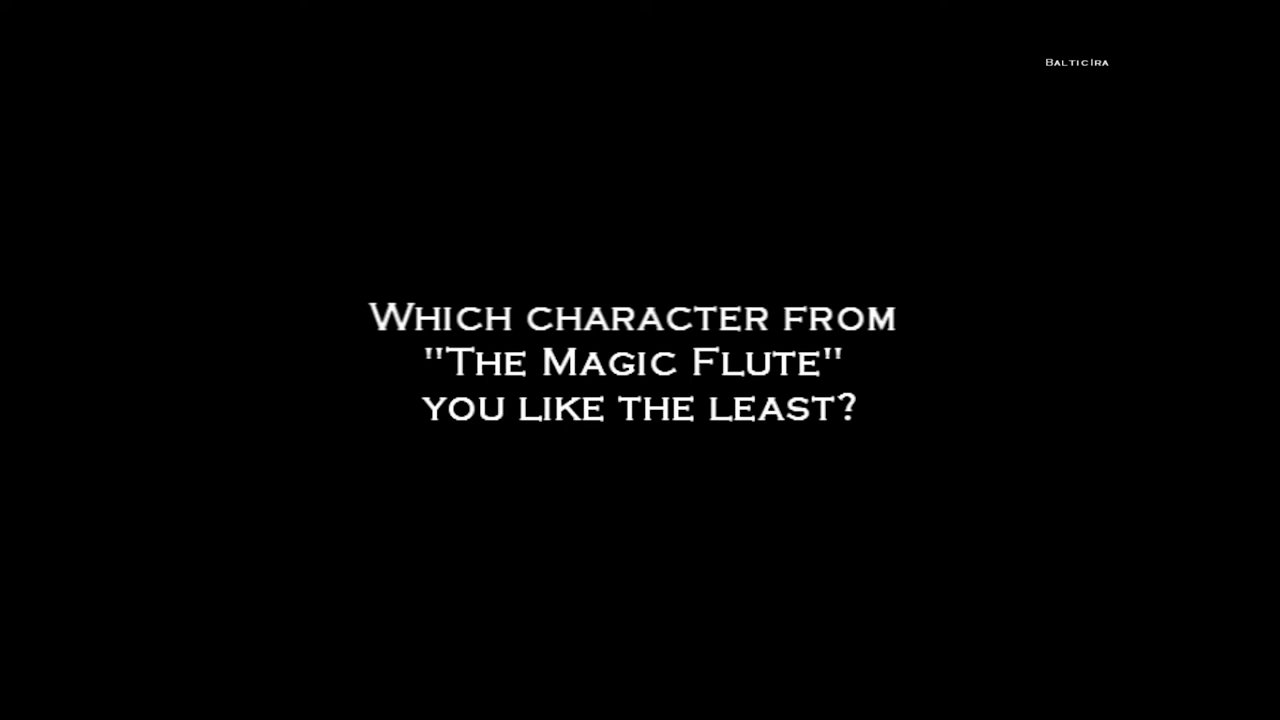 BalticIra
Which character from
"The Magic Flute"
you like the least?